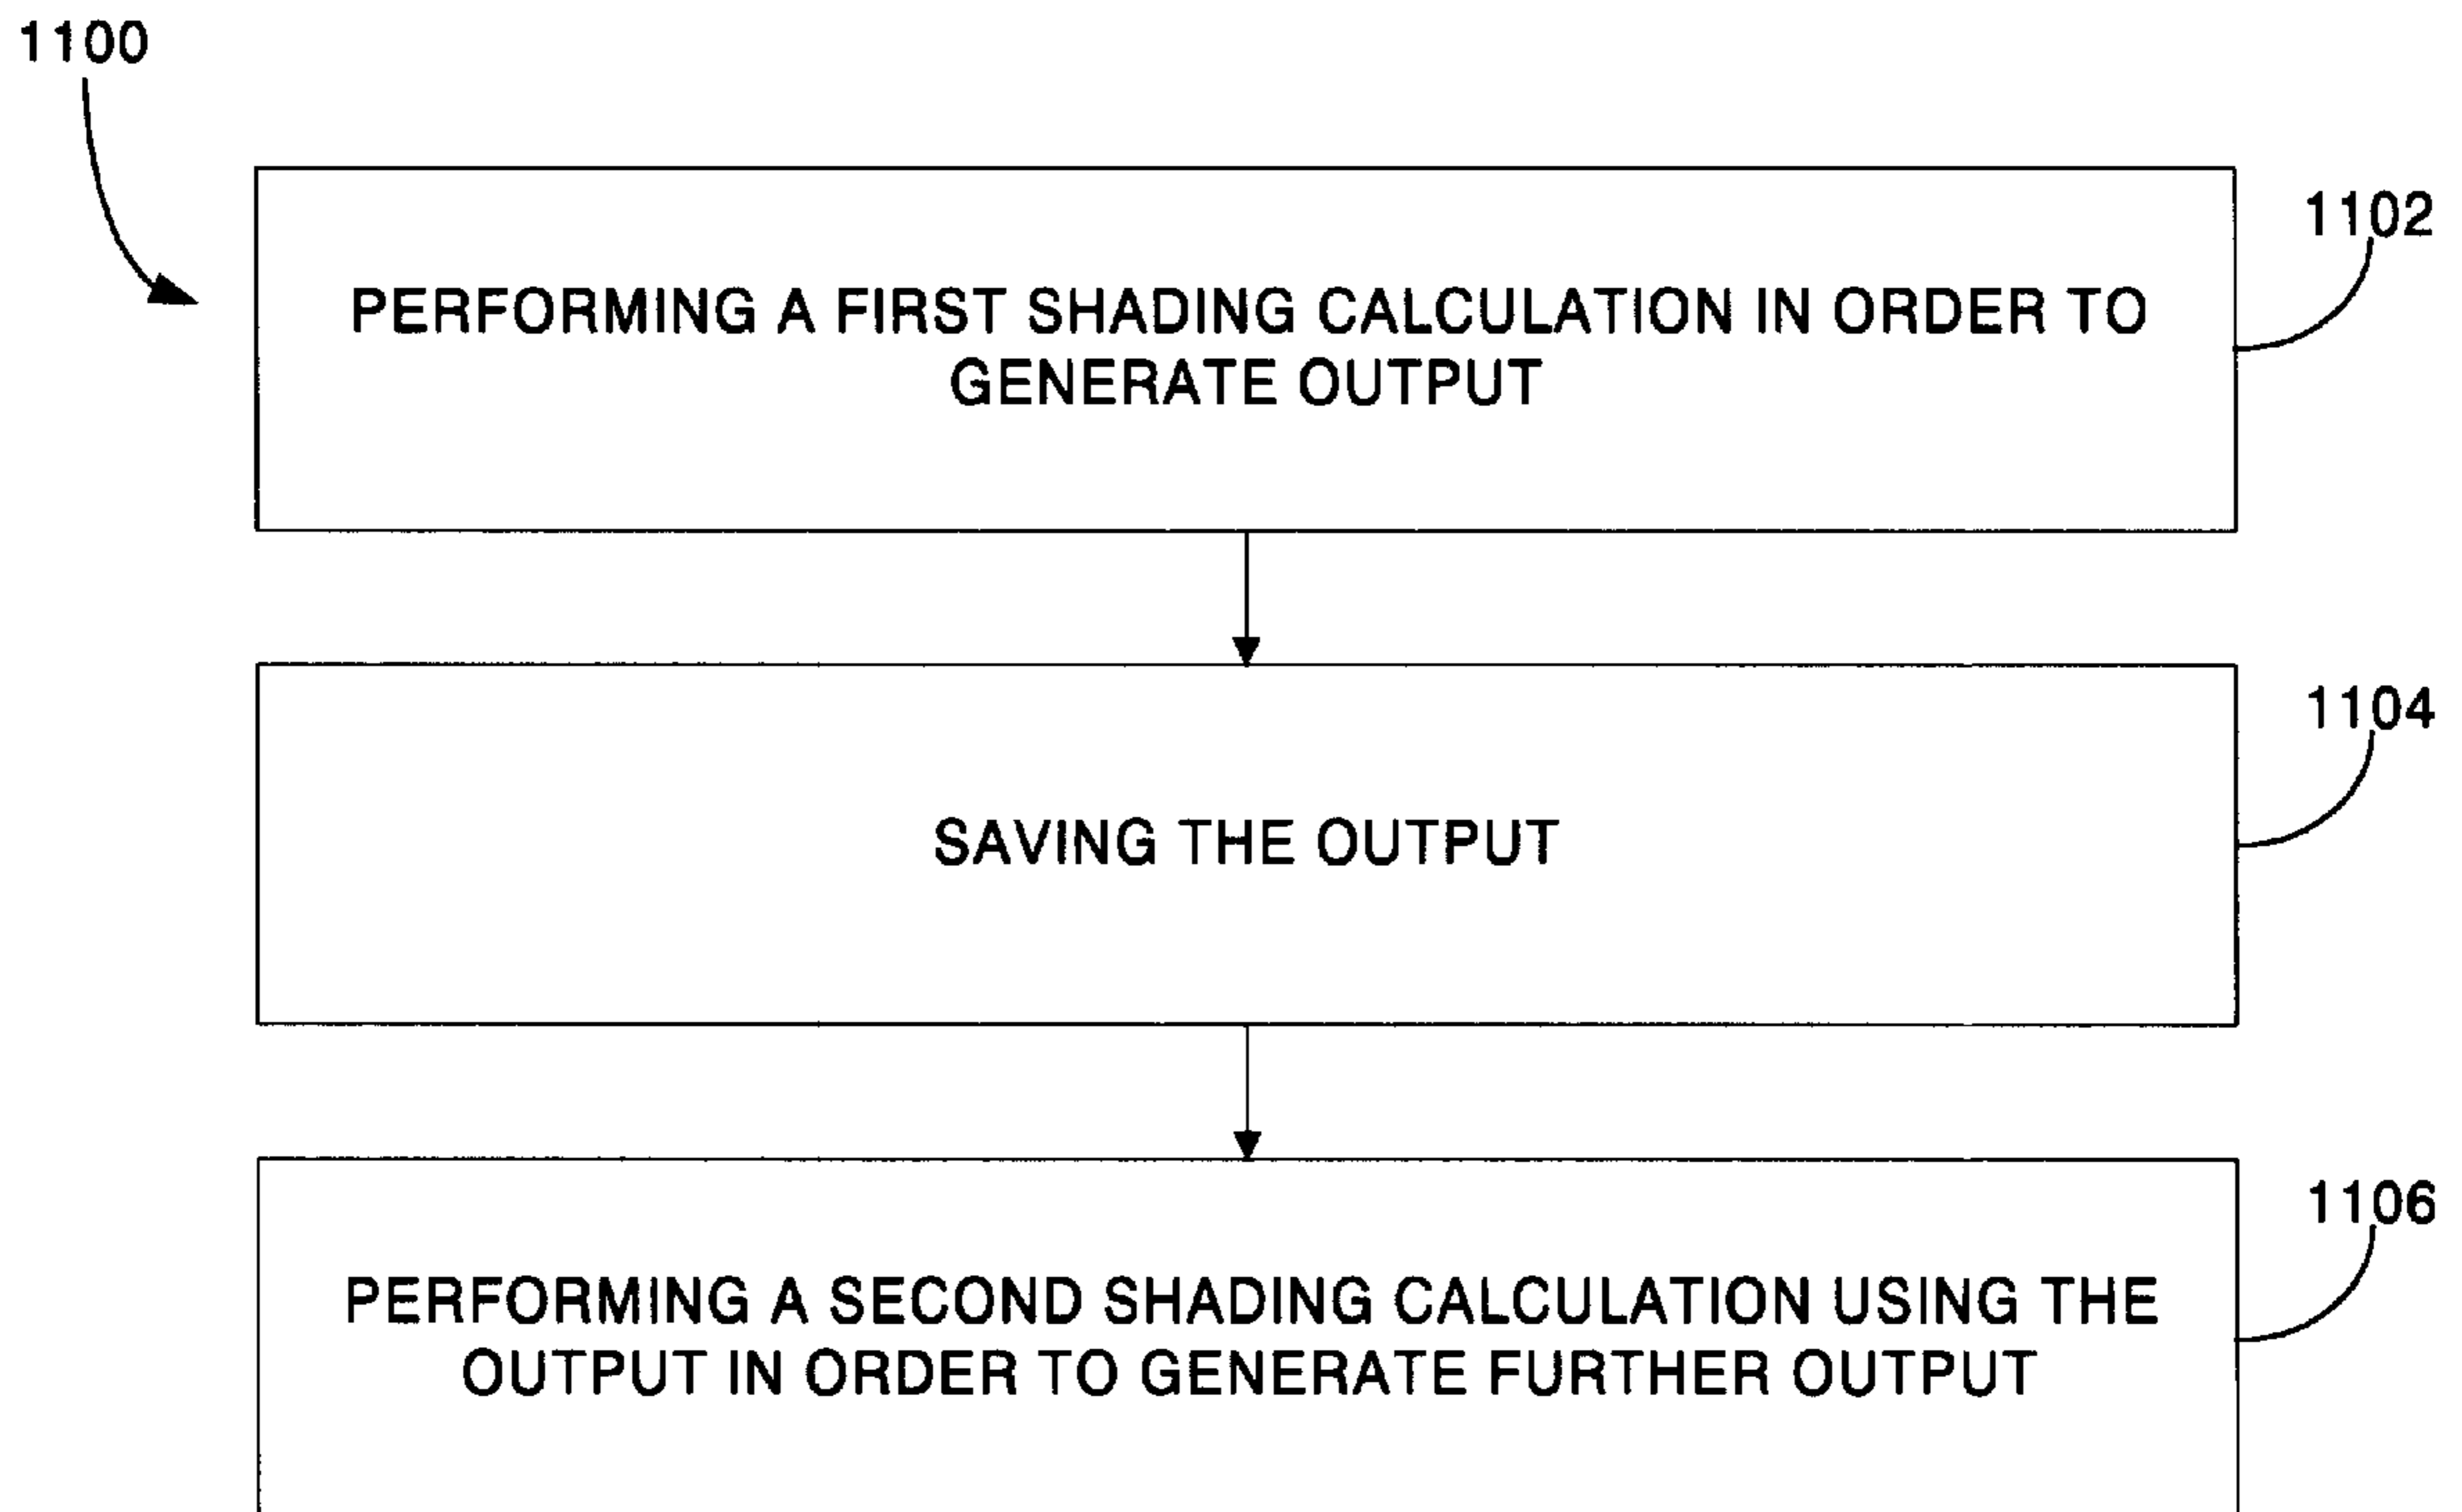 1100
1102
PERFORMING A FIRST SHADING CALCULATION IN ORDER TO
GENERATE OUTPUT
1104
SAVING THE OUTPUT
1106
PERFORMING A SECOND SHADING CALCULATION USING THE
OUTPUT IN ORDER TO GENERATE FURTHER OUTPUT